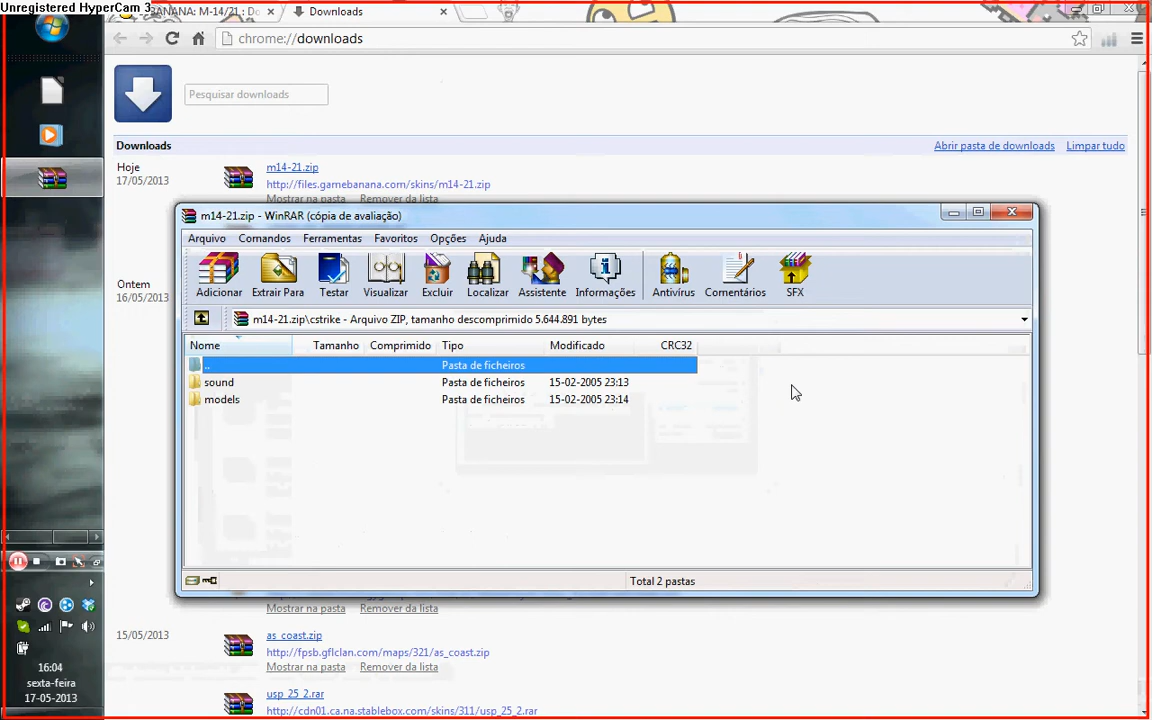 Unregistered HyperCam 3
BANANA: M-14/21 : Do
Downloads
chrome://downloads
Pesquisar downloads
Downloads
Abrir pasta de downloads
Limpar tudo
Hoje
17/05/2013
m14-21.zip
http://files.gamebanana.com/skins/m14-21.zip
Mostrar na pasta Remover da lista
m14-21.zip - WinRAR (cópia de avaliação)
Arquivo Comandos Ferramentas Favoritos Opções Ajuda
Adicionar Extrair Para Testar Visualizar Excluir Localizar Assistente Informações Antivírus Comentários SFX
m14-21.zip\cstrike - Arquivo ZIP, tamanho descomprimido 5.644.891 bytes
Nome Tamanho Comprimido Tipo Modificado CRC32
.. Pasta de ficheiros
sound Pasta de ficheiros 15-02-2005 23:13
models Pasta de ficheiros 15-02-2005 23:14
Total 2 pastas
Ontem
16/05/2013
Mostrar na pasta Remover da lista
15/05/2013
as_coast.zip
http://fpsb.gflclan.com/maps/321/as_coast.zip
Mostrar na pasta Remover da lista
usp_25_2.rar
http://cdn01.ca.na.stablebox.com/skins/311/usp_25_2.rar
16:04
sexta-feira
17-05-2013